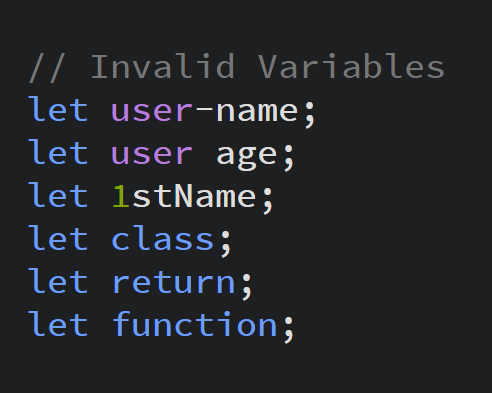 // Invalid Variables
let user-name;
let user age;
let 1stName;
let class;
let return;
let function;